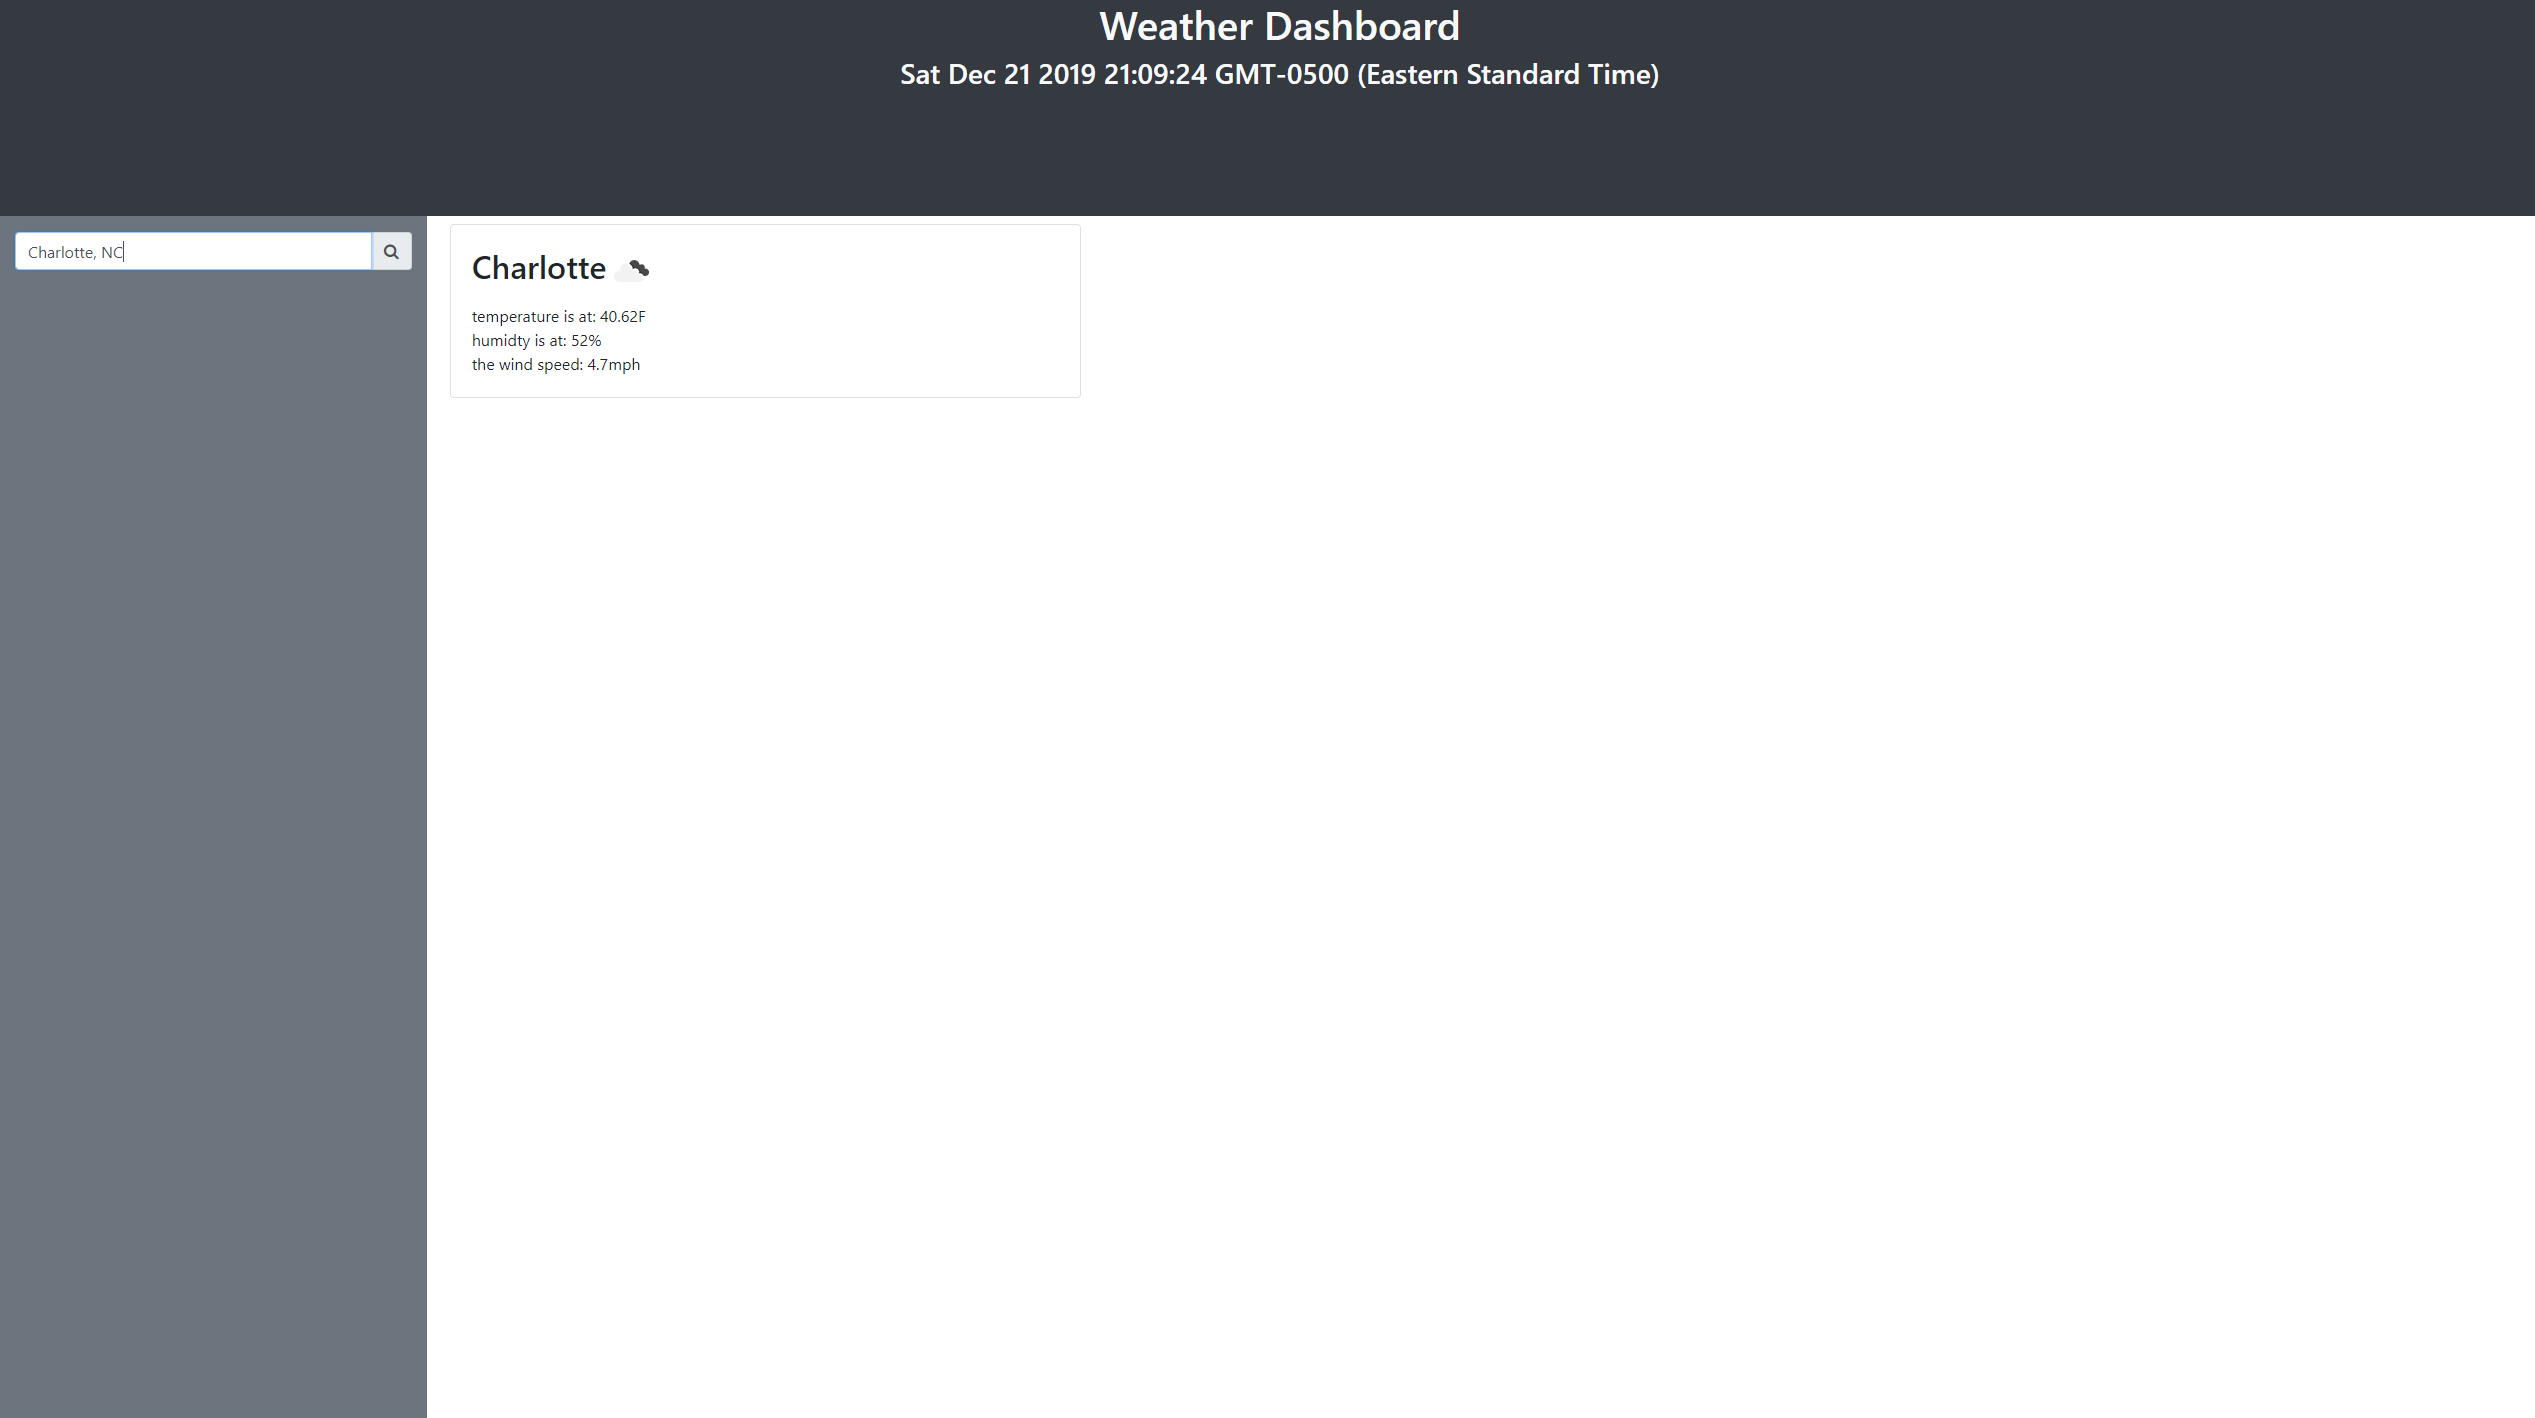 Weather Dashboard
Sat Dec 21 2019 21:09:24 GMT-0500 (Eastern Standard Time)
Charlotte, NC
Charlotte
temperature is at: 40.62F
humidty is at: 52%
the wind speed: 4.7mph